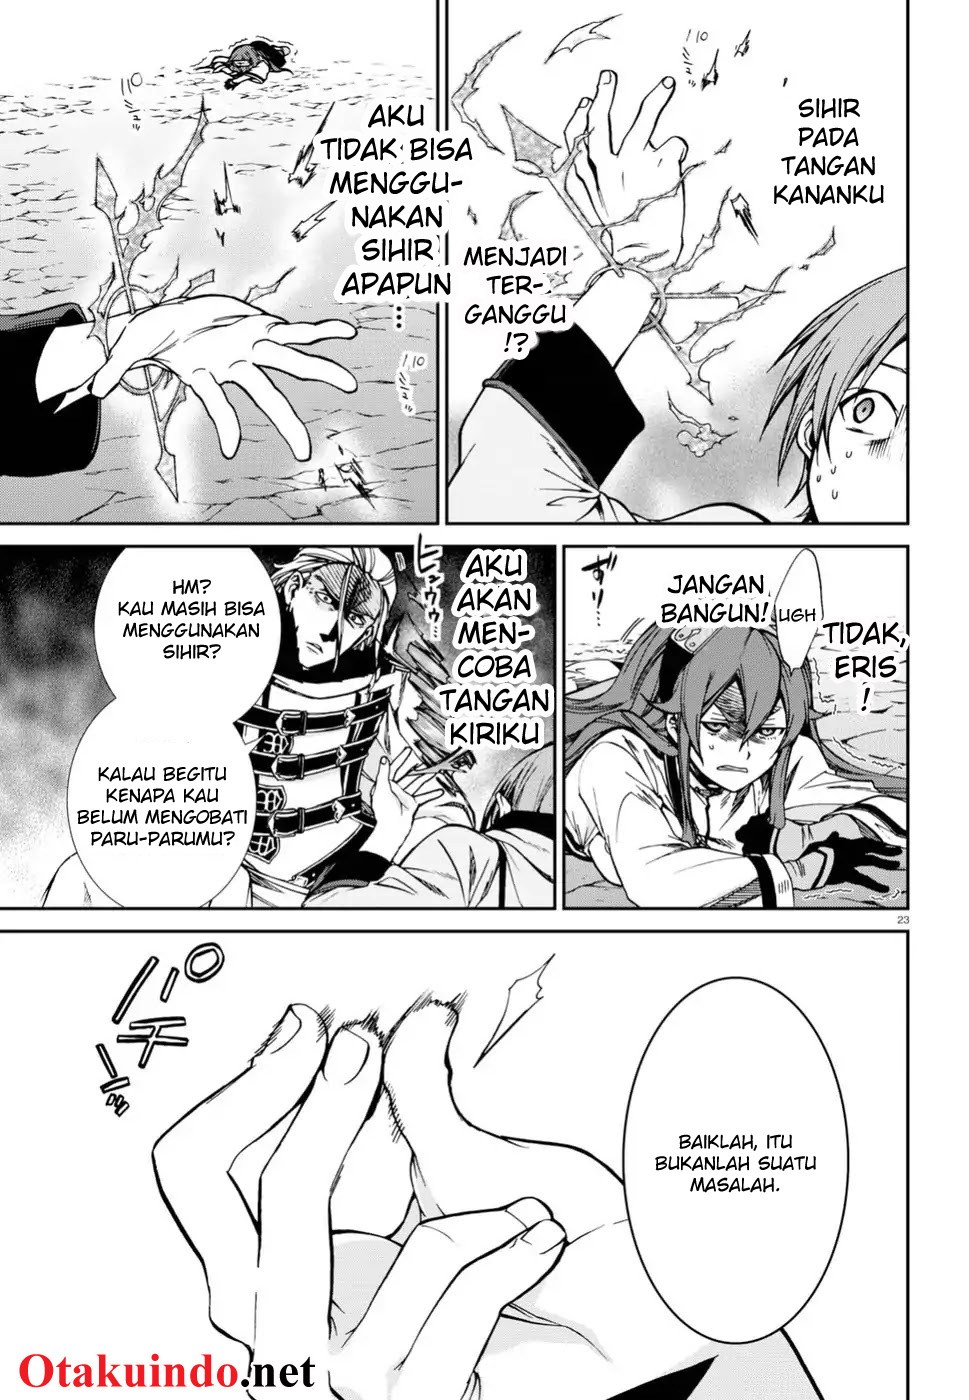 SIHIR
PADA
TANGAN
KANANKU
MENJADI
TER-
GANGGU
!?
AKU
TIDAK BISA
MENGGU-
NAKAN
SIHIR
APAPUN
...
JANGAN
BANGUN!
UGH
TIDAK,
ERIS
!
AKU
AKAN
MEN-
COBA
TANGAN
KIRIKU
HM?
KAU MASIH BISA
MENGGUNAKAN
SIHIR?
KALAU BEGITU
KENAPA KAU
BELUM MENGOBATI
PARU-PARUMU?
23
BAIKLAH, ITU
BUKANLAH SUATU
MASALAH.
パチ
Otakuindo.net